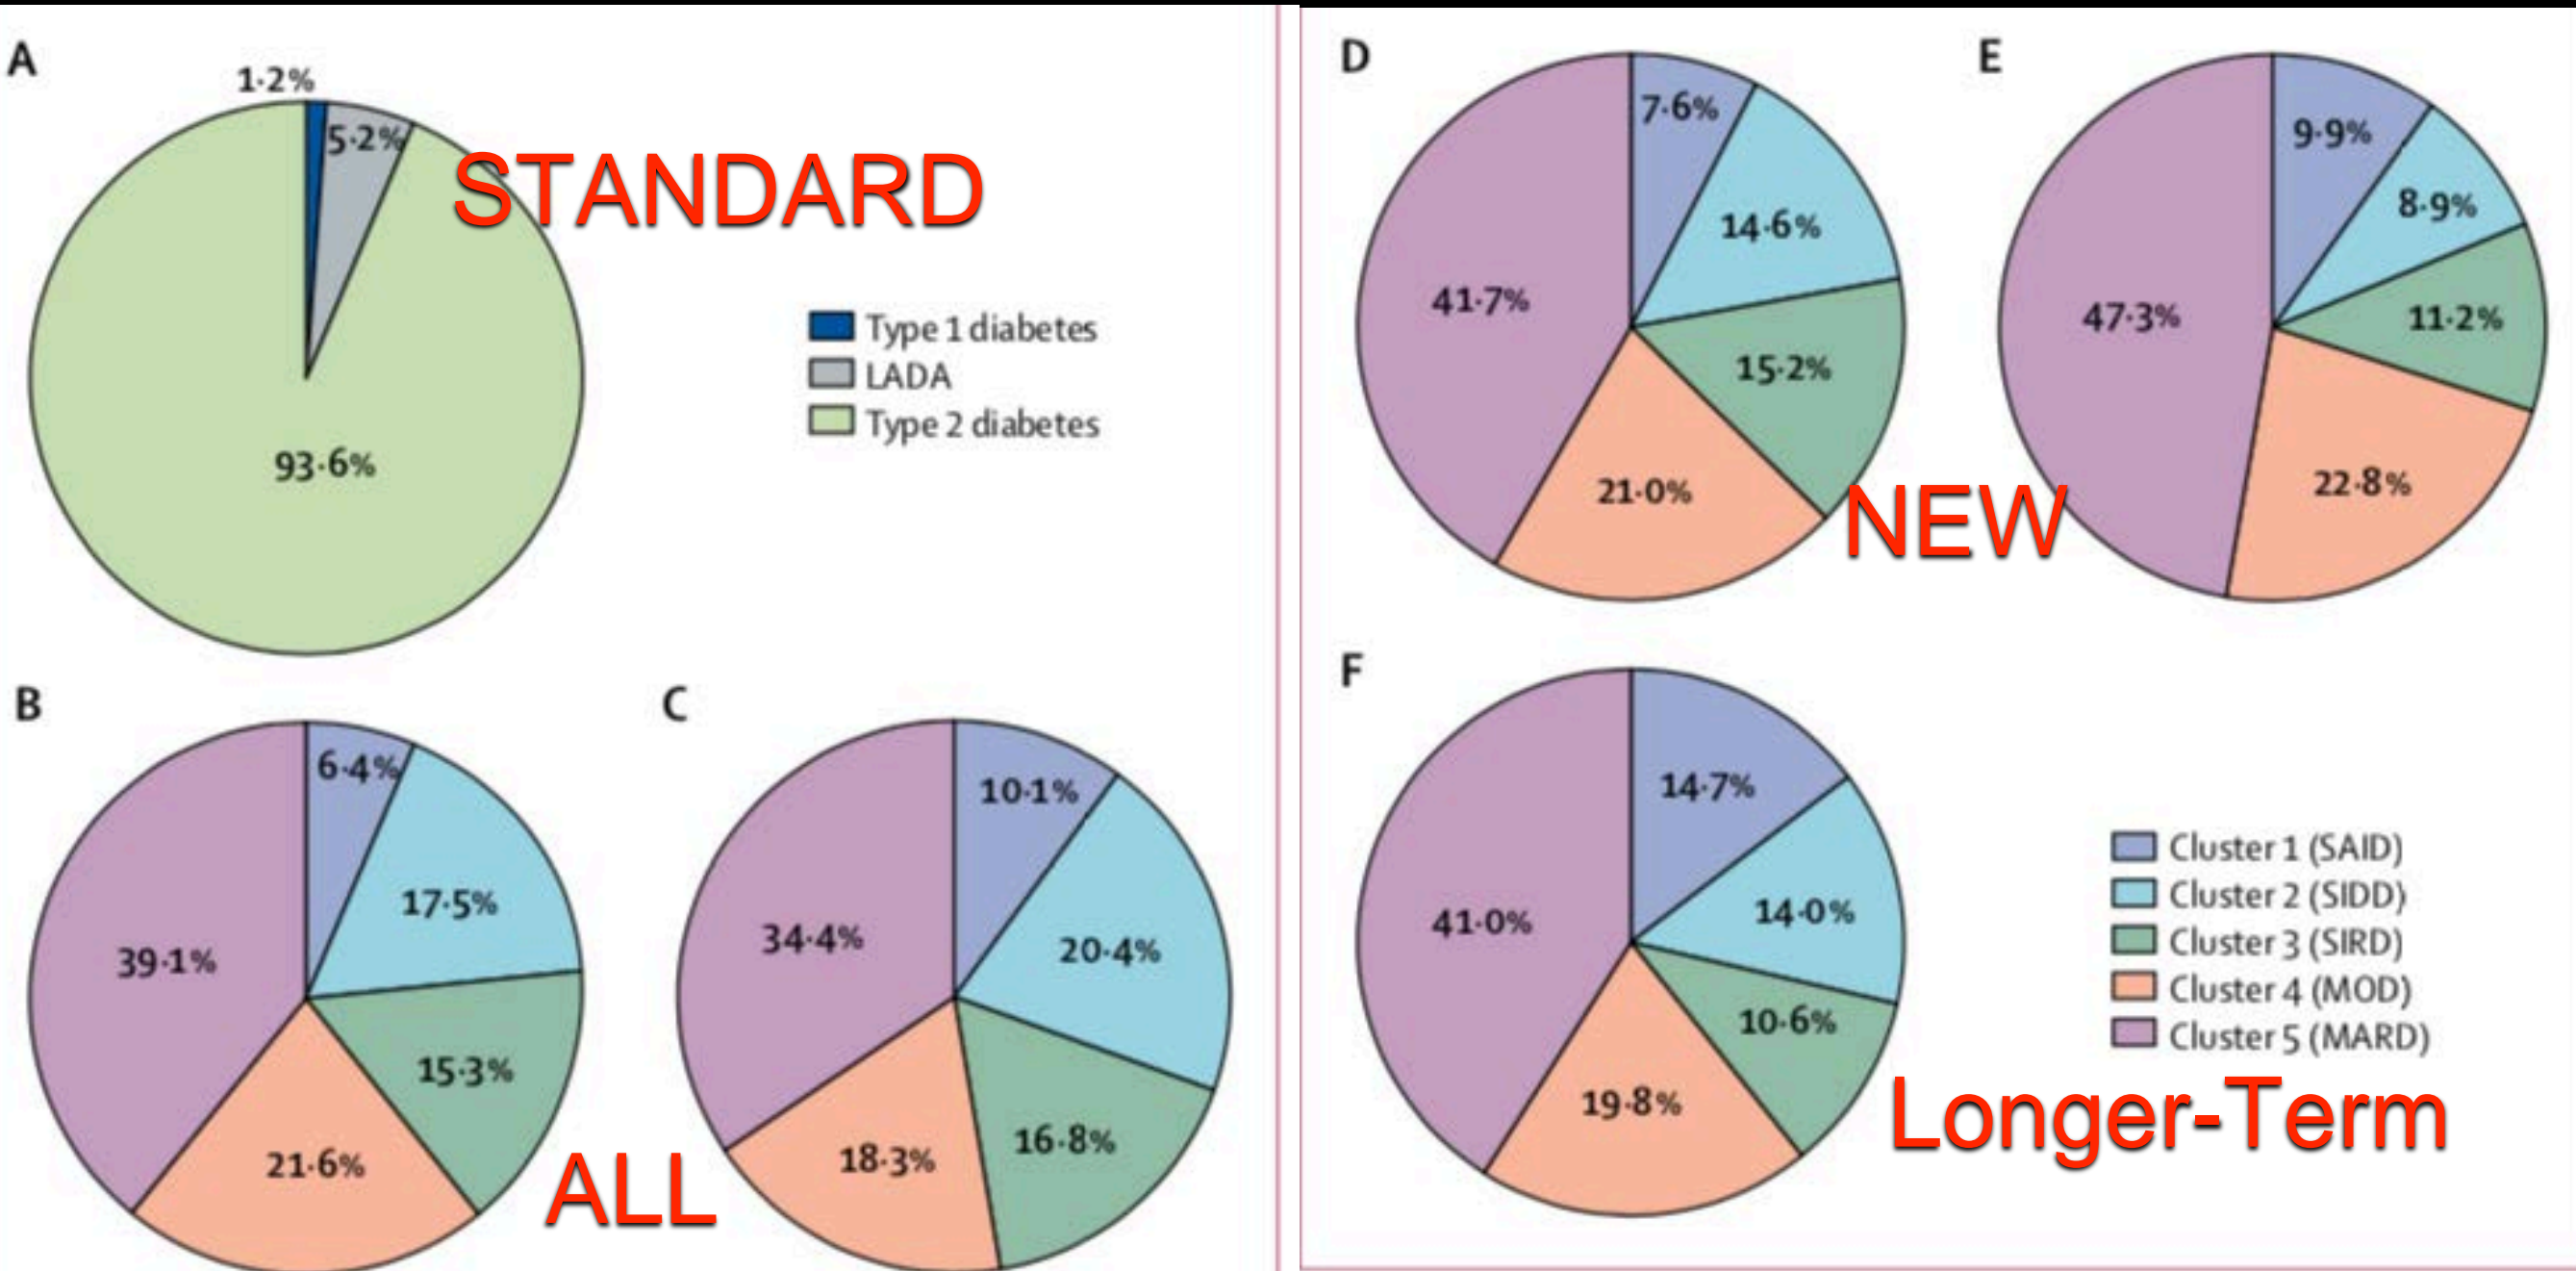 A
1·2%
5·2%
STANDARD
Type 1 diabetes
LADA
Type 2 diabetes
93·6%
B
6·4%
17·5%
39·1%
15·3%
21·6%
ALL
C
10·1%
34·4%
20·4%
16·8%
18·3%
D
7·6%
14·6%
41·7%
15·2%
21·0%
NEW
E
9·9%
8·9%
47·3%
11·2%
22·8%
F
14·7%
41·0%
14·0%
10·6%
19·8%
Cluster 1 (SAID)
Cluster 2 (SIDD)
Cluster 3 (SIRD)
Cluster 4 (MOD)
Cluster 5 (MARD)
Longer-Term